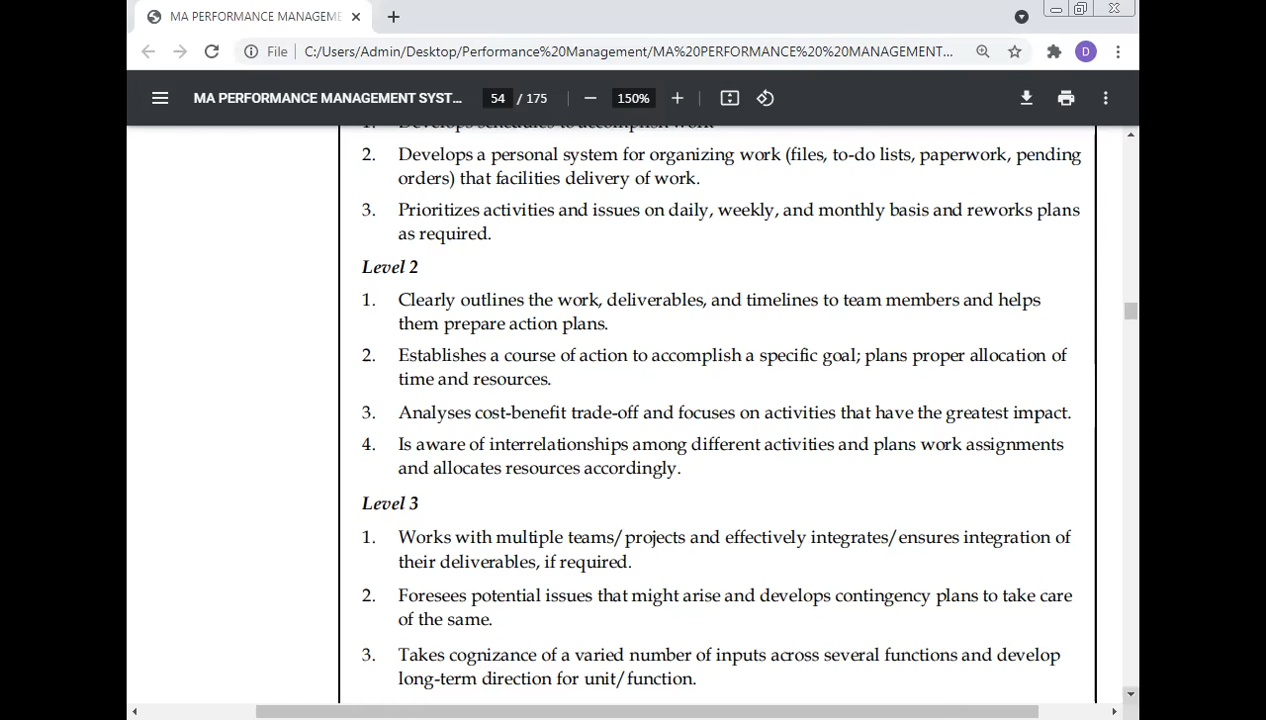 MA PERFORMANCE MANAGEME
File
C:/Users/Admin/Desktop/Performance%20Management/MA%20PERFORMANCE%20%20MANAGEMENT...
D
MA PERFORMANCE MANAGEMENT SYST...
54 / 175
150%
1. Develops schedules to accomplish work
2. Develops a personal system for organizing work (files, to-do lists, paperwork, pending
orders) that facilities delivery of work.
3. Prioritizes activities and issues on daily, weekly, and monthly basis and reworks plans
as required.
Level 2
1. Clearly outlines the work, deliverables, and timelines to team members and helps
them prepare action plans.
2. Establishes a course of action to accomplish a specific goal; plans proper allocation of
time and resources.
3. Analyses cost-benefit trade-off and focuses on activities that have the greatest impact.
4. Is aware of interrelationships among different activities and plans work assignments
and allocates resources accordingly.
Level 3
1. Works with multiple teams/projects and effectively integrates/ensures integration of
their deliverables, if required.
2. Foresees potential issues that might arise and develops contingency plans to take care
of the same.
3. Takes cognizance of a varied number of inputs across several functions and develop
long-term direction for unit/function.